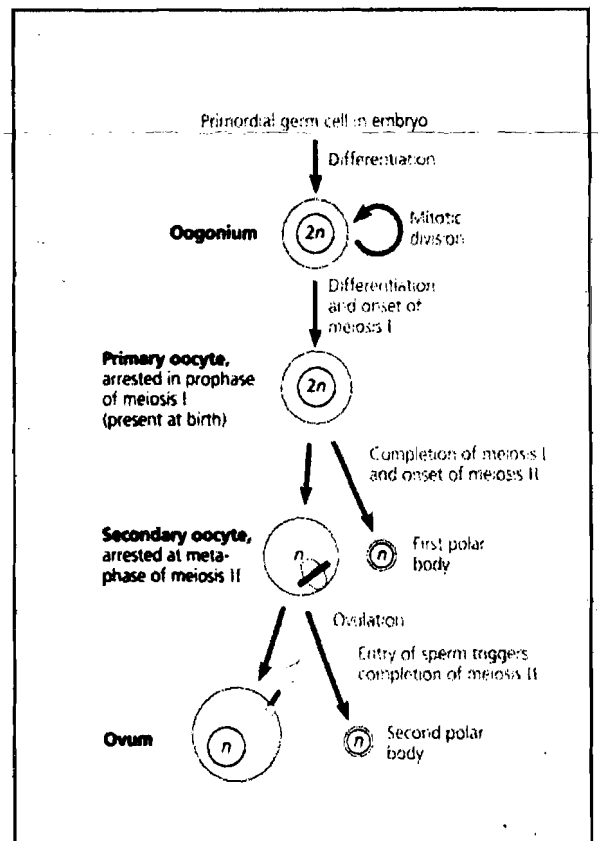 Primordial germ cell in embryo
Differentiation
Oogonium
2n
Mitotic
division
Differentiation
and onset of
meiosis I
Primary oocyte,
arrested in prophase
of meiosis I
(present at birth)
2n
Completion of meiosis I
and onset of meiosis II
Secondary oocyte,
arrested at meta-
phase of meiosis II
n
n
First polar
body
Ovulation
Entry of sperm triggers
completion of meiosis II
Ovum
n
n
Second polar
body